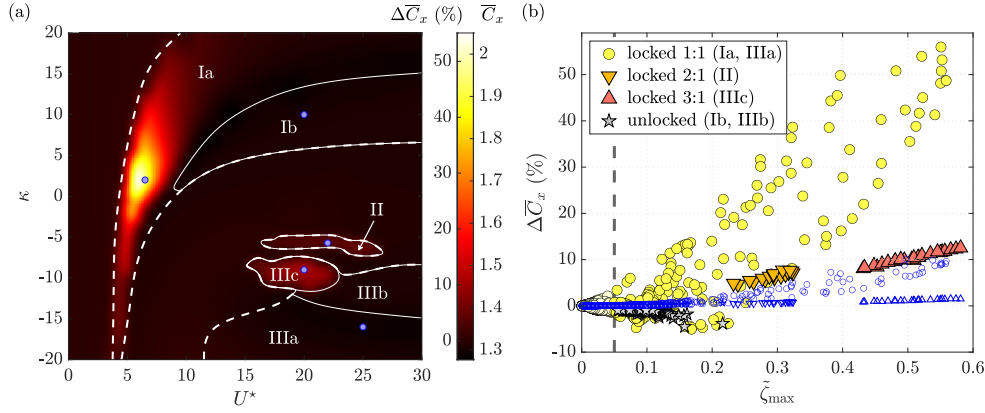 (a)
ΔC̅ₓ (%) C̅ₓ
20
15
10
5
0
-5
-10
-15
-20
κ
0 5 10 15 20 25 30
U⋆
Ia
Ib
II
IIIc
IIIb
IIIa
50
40
30
20
10
0
2
1.9
1.8
1.7
1.6
1.5
1.4
1.3
(b)
locked 1:1 (Ia, IIIa)
locked 2:1 (II)
locked 3:1 (IIIc)
unlocked (Ib, IIIb)
50
40
30
20
10
0
-10
ΔC̅ₓ (%)
0 0.1 0.2 0.3 0.4 0.5 0.6
ζ̃max